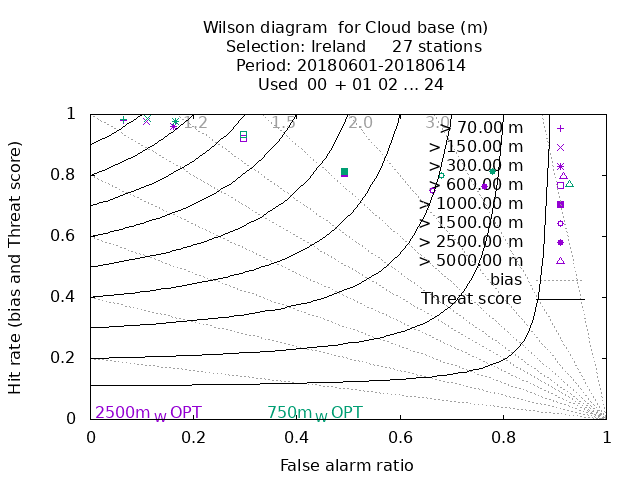 Wilson diagram for Cloud base (m)
Selection: Ireland 27 stations
Period: 20180601-20180614
Used 00 + 01 02 ... 24
Hit rate (bias and Threat score)
1
0.8
0.6
0.4
0.2
0
1.2
1.5
2.0
3.0
> 70.00 m
> 150.00 m
> 300.00 m
> 600.00 m
> 1000.00 m
> 1500.00 m
> 2500.00 m
> 5000.00 m
bias
Threat score
2500m W OPT
750m W OPT
0
0.2
0.4
0.6
0.8
1
False alarm ratio